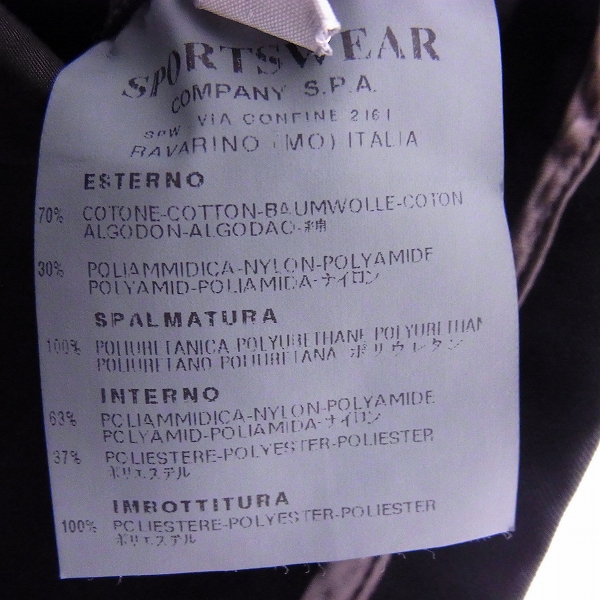 SPORTSWEAR
COMPANY S.P.A.
SPW VIA CONFINE 2161
RAVARINO (MO) ITALIA
ESTERNO
70% COTONE-COTTON-BAUMWOLLE-COTON
ALGODON-ALGODAO-綿
30% POLIAMMIDICA-NYLON-POLYAMIDE
POLYAMID-POLIAMIDA-ナイロン
SPALMATURA
100% POLIURETANICA-POLYURETHANE POLYURETHAN
POLIURETANO POLIURETANA ポリウレタン
INTERNO
63% POLIAMMIDICA-NYLON-POLYAMIDE
POLYAMID-POLIAMIDA-ナイロン
37% POLIESTERE-POLYESTER-POLIESTER
ポリエステル
IMBOTTITURA
100% POLIESTERE-POLYESTER-POLIESTER
ポリエステル